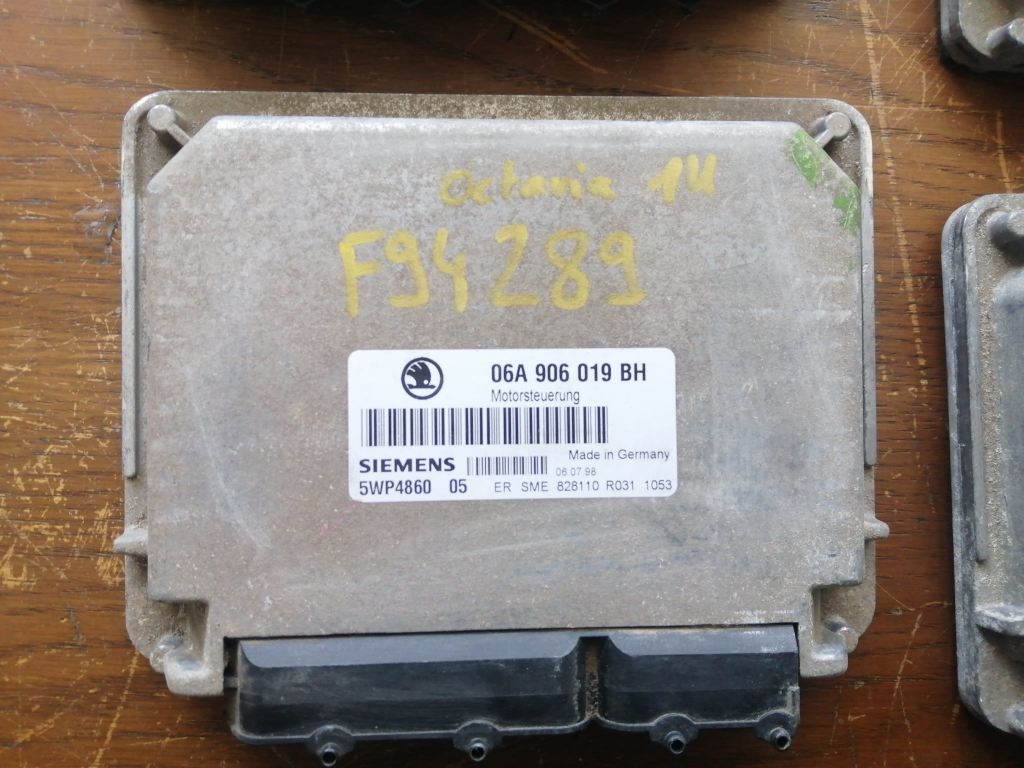 Octavia 1U
F94289
06A 906 019 BH
Motorsteuerung
Made in Germany
SIEMENS 06.07.98
5WP4860 05 ER SME 828110 R031 1053